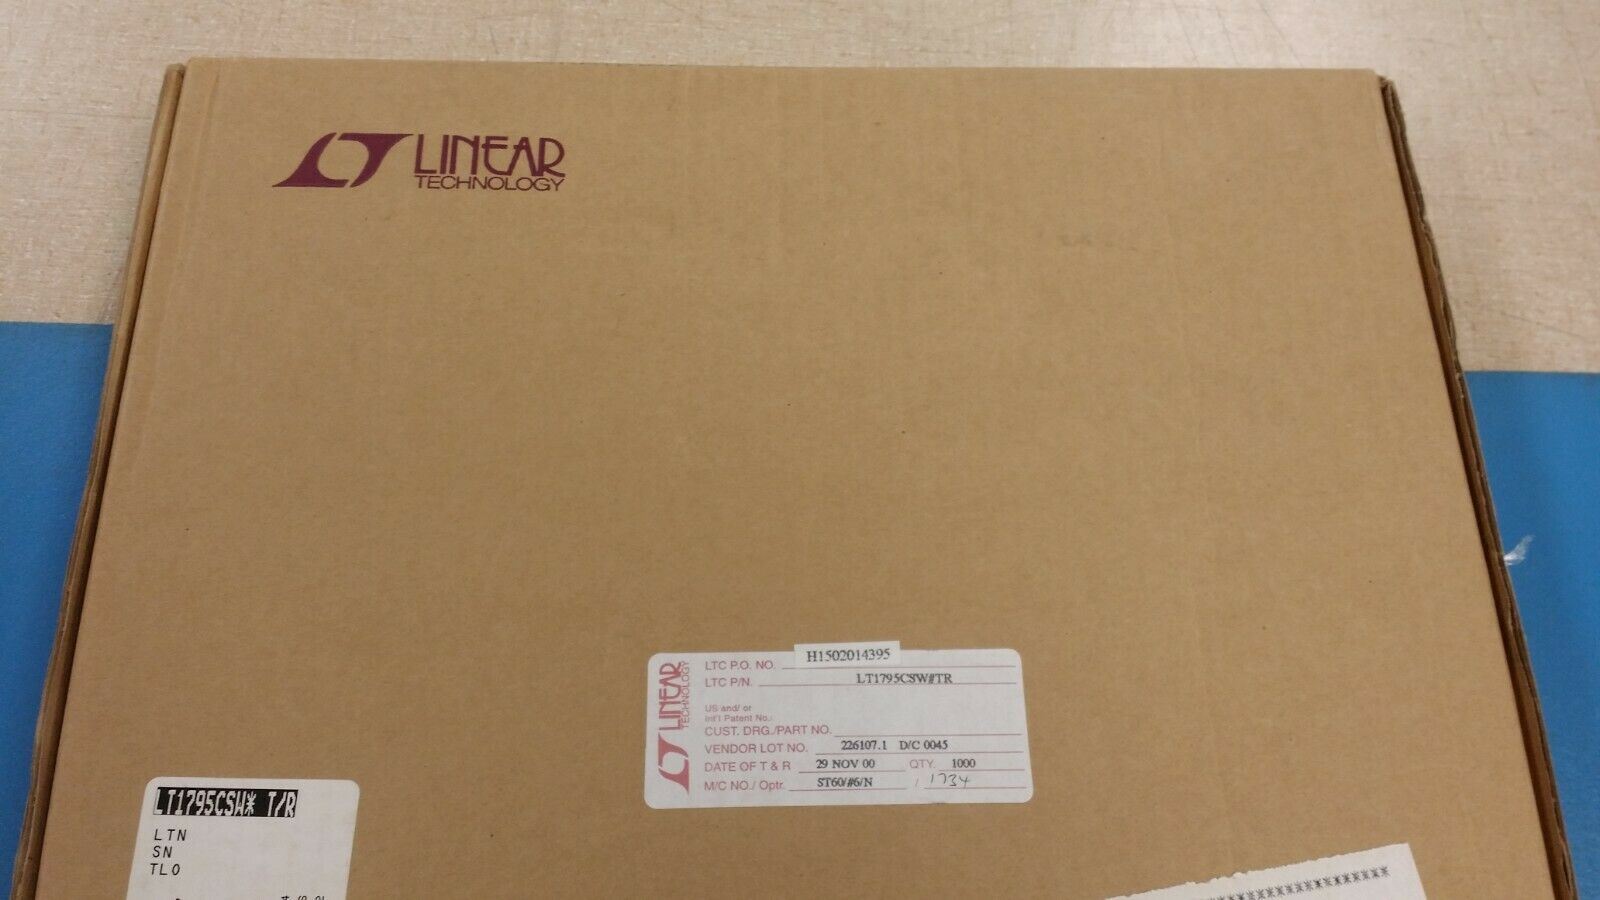 LINEAR
TECHNOLOGY
H1502014395
LTC P.O. NO.
LTC P/N. LT1795CSW#TR
US and/ or
Int'l Patent No.:
CUST. DRG./PART NO.
VENDOR LOT NO. 226107.1 D/C 0045
DATE OF T & R 29 NOV 00 QTY. 1000
M/C NO./ Optr. ST60/#6/N / 1734
LINEAR
TECHNOLOGY
LT1795CSW* T/R
LTN
SN
TLO
************************